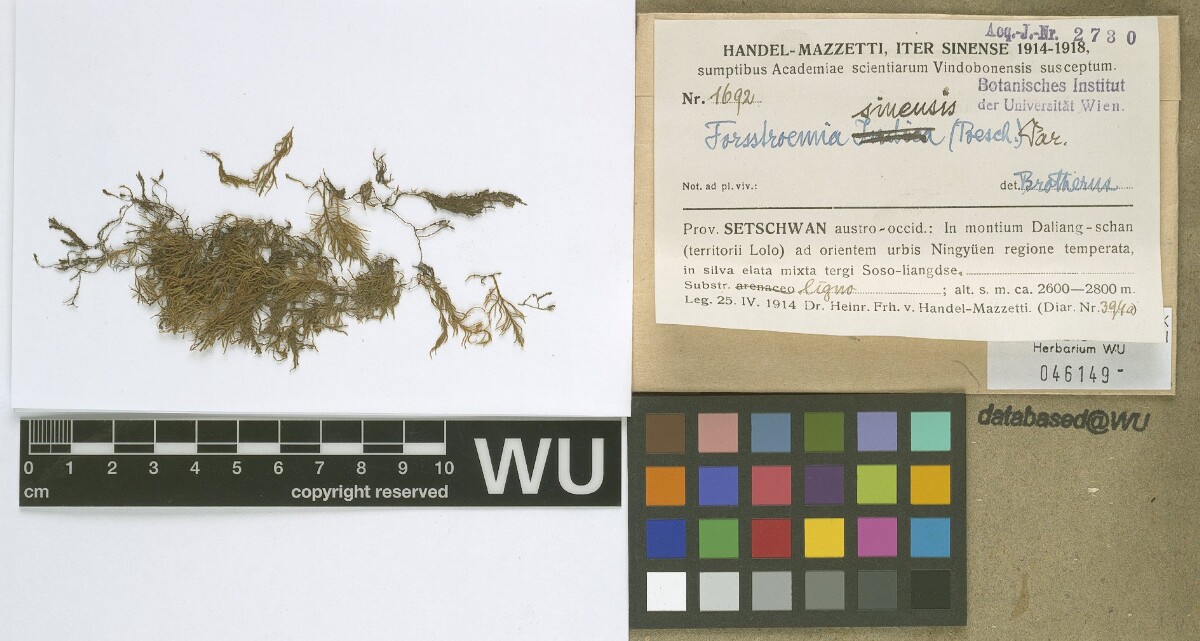 Acq.-J.-Nr. 2730
HANDEL-MAZZETTI, ITER SINENSE 1914-1918,
sumptibus Academiae scientiarum Vindobonensis susceptum.
Nr. 1692
Botanisches Institut
der Universität Wien.
sinensis
Forsstroemia Indica (Besch.) Par.
Not. ad pl. viv.:
det. Brotherus
Prov. SETSCHWAN austro-occid.: In montium Daliang-schan
(territorii Lolo) ad orientem urbis Ningyüen regione temperata,
in silva elata mixta tergi Soso-liangdse,
Substr. arenaceo ligno ; alt. s. m. ca. 2600—2800 m.
Leg. 25. IV. 1914 Dr. Heinr. Frh. v. Handel-Mazzetti. (Diar. Nr. )
Herbarium WU
046149
databased@WU
0 1 2 3 4 5 6 7 8 9 10
cm
copyright reserved
WU